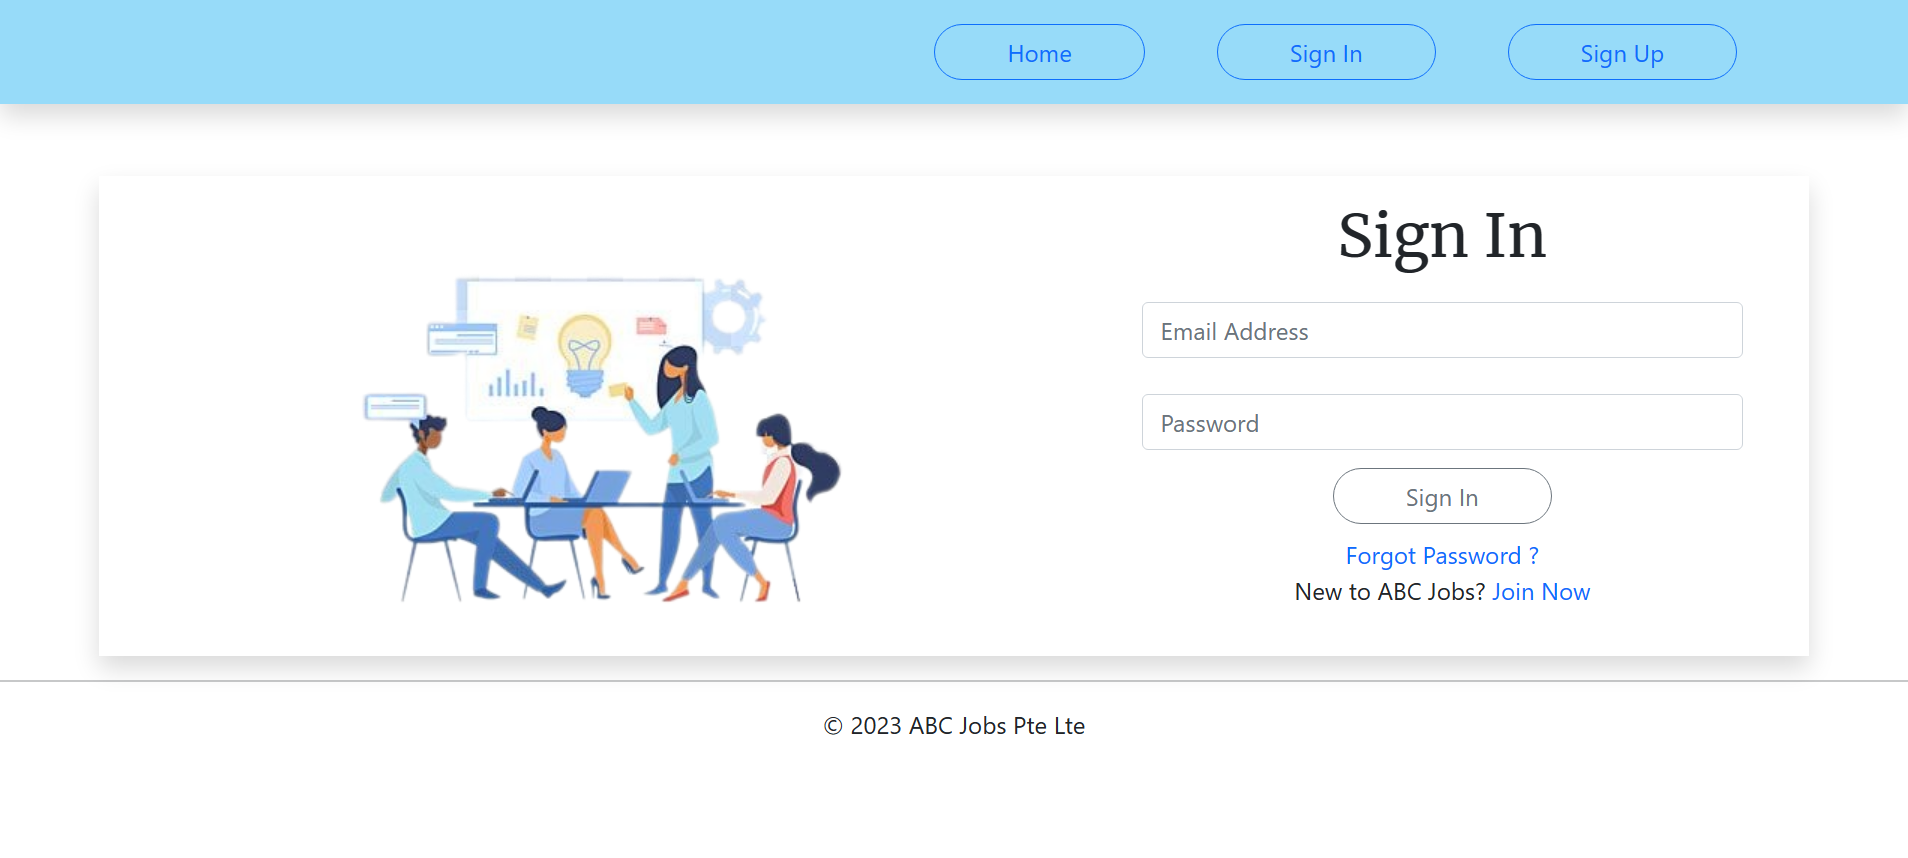 Home Sign In Sign Up
Sign In
Email Address
Password
Sign In
Forgot Password ?
New to ABC Jobs? Join Now
© 2023 ABC Jobs Pte Lte